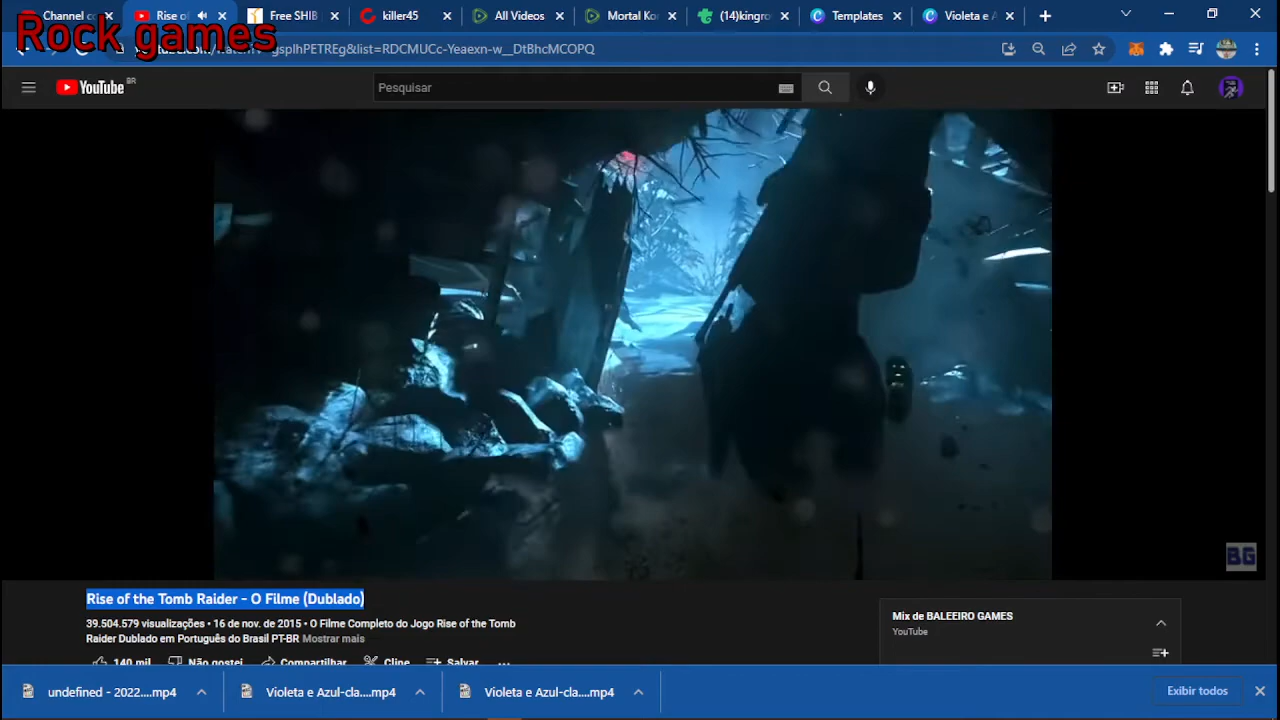 Channel co
Rise of
Free SHIB
killer45
All Videos
Mortal Ko
(14)kingro
Templates
Violeta e A
Rock games
gsplhPETREg&list=RDCMUCc-Yeaexn-w__DtBhcMCOPQ
YouTube BR
Pesquisar
BG
Rise of the Tomb Raider - O Filme (Dublado)
39.504.579 visualizações • 16 de nov. de 2015 • O Filme Completo do Jogo Rise of the Tomb
Raider Dublado em Português do Brasil PT-BR Mostrar mais
140 mil
Não gostei
Compartilhar
Clipe
Salvar
Mix de BALEEIRO GAMES
YouTube
undefined - 2022....mp4
Violeta e Azul-cla....mp4
Violeta e Azul-cla....mp4
Exibir todos